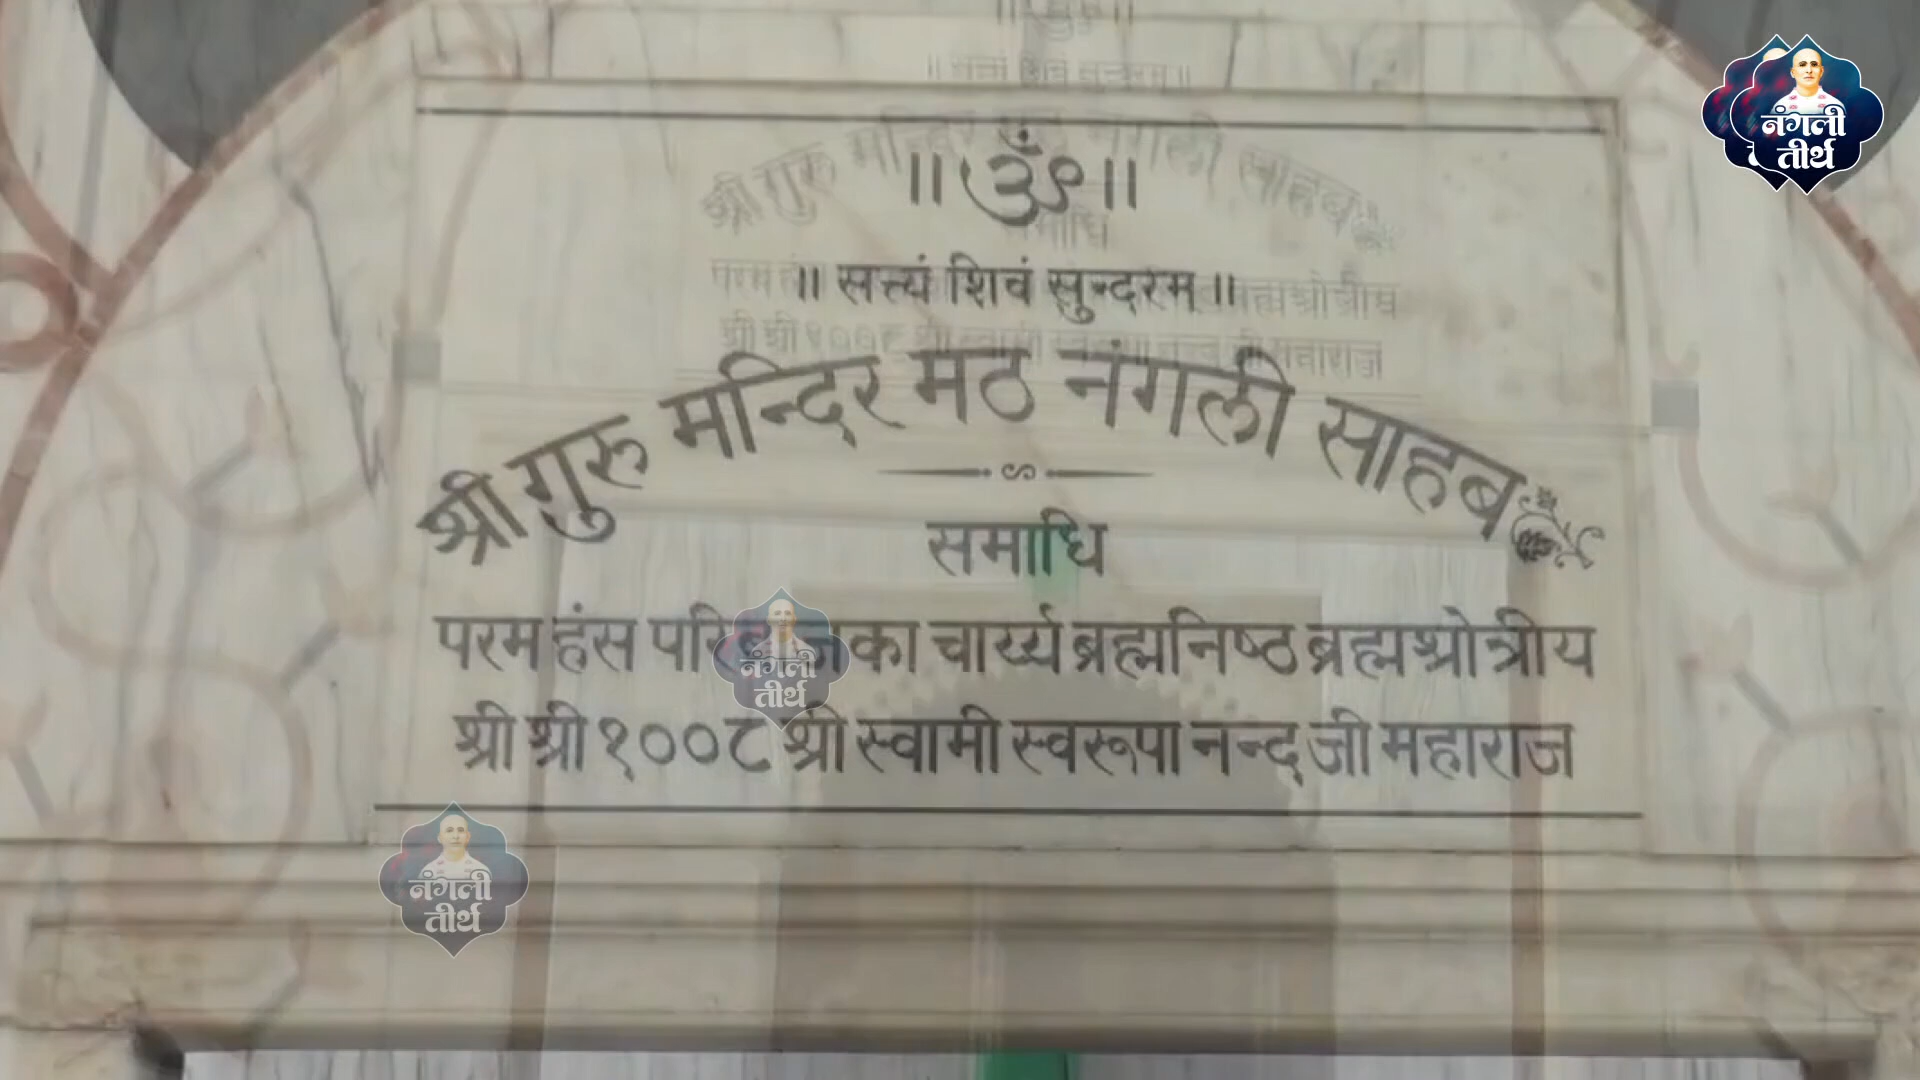 ॥ ॐ ॥
॥ सत्यं शिवं सुन्दरम् ॥
श्री गुरु मन्दिर मठ नंगली साहब
समाधि
परम हंस का चार्य्य ब्रह्मनिष्ठ ब्रह्मश्रोत्रीय
श्री श्री १००८ श्री स्वामी स्वरूपा नन्द जी महाराज
नंगली
तीर्थ
नंगली
तीर्थ
नंगली
तीर्थ